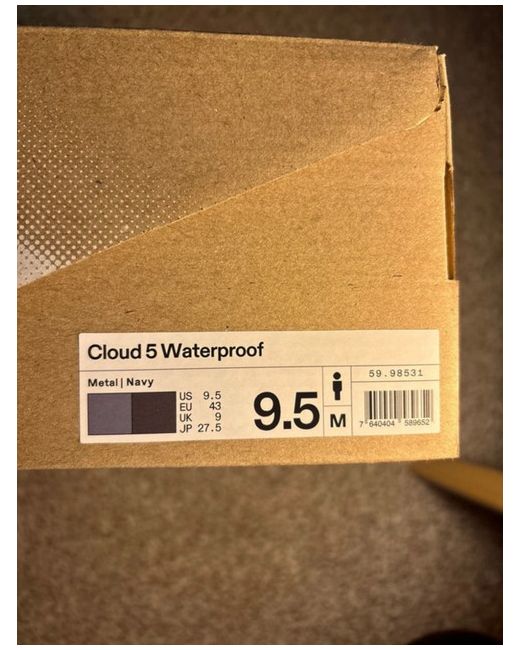 Cloud 5 Waterproof
Metal | Navy
US 9.5
EU 43
UK 9
JP 27.5
9.5
M
59.98531
7 640404 589652